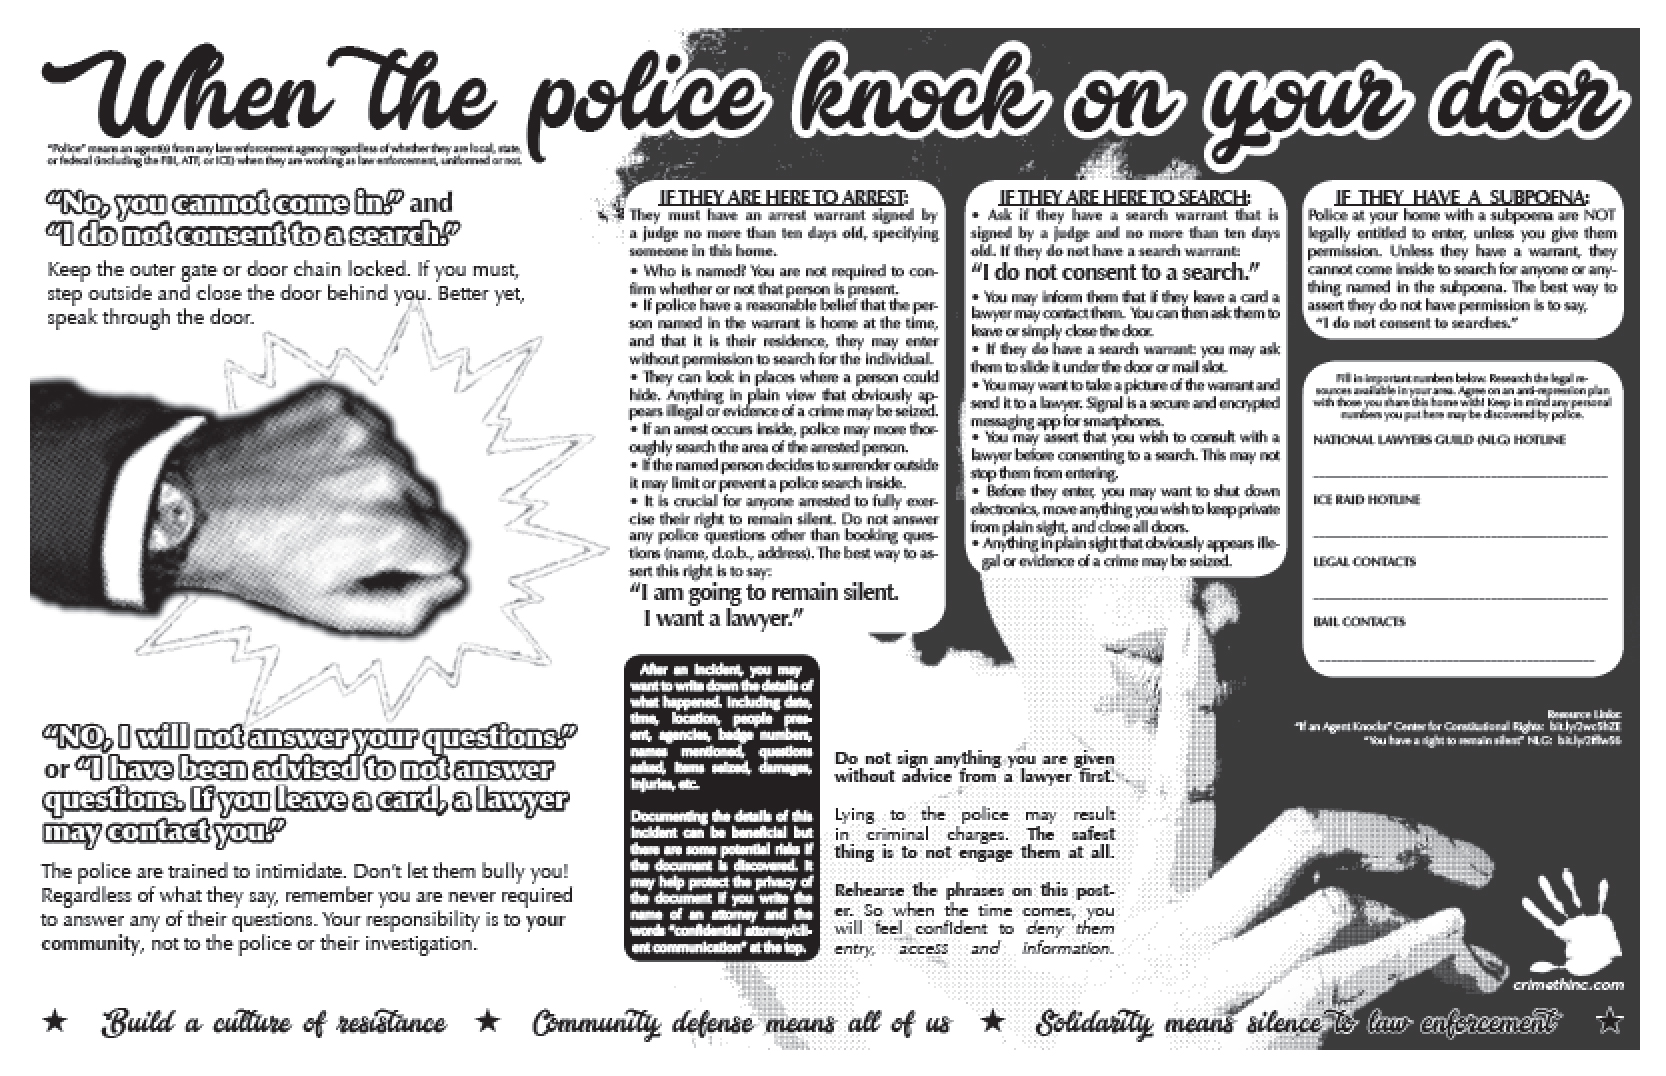 When the police knock on your door
"Police" means an agent(s) from any law enforcement agency regardless of whether they are local, state,
or federal (including the FBI, ATF, or ICE) when they are working as law enforcement, uniformed or not.
"No, you cannot come in." and
"I do not consent to a search."
Keep the outer gate or door chain locked. If you must,
step outside and close the door behind you. Better yet,
speak through the door.
"NO, I will not answer your questions."
or "I have been advised to not answer
questions. If you leave a card, a lawyer
may contact you."
The police are trained to intimidate. Don't let them bully you!
Regardless of what they say, remember you are never required
to answer any of their questions. Your responsibility is to your
community, not to the police or their investigation.
IF THEY ARE HERE TO ARREST:
They must have an arrest warrant signed by
a judge no more than ten days old, specifying
someone in this home.
• Who is named? You are not required to con-
firm whether or not that person is present.
• If police have a reasonable belief that the per-
son named in the warrant is home at the time,
and that it is their residence, they may enter
without permission to search for the individual.
• They can look in places where a person could
hide. Anything in plain view that obviously ap-
pears illegal or evidence of a crime may be seized.
• If an arrest occurs inside, police may more thor-
oughly search the area of the arrested person.
• If the named person decides to surrender outside
it may limit or prevent a police search inside.
• It is crucial for anyone arrested to fully exer-
cise their right to remain silent. Do not answer
any police questions other than booking ques-
tions (name, d.o.b., address). The best way to as-
sert this right is to say:
"I am going to remain silent.
I want a lawyer."
After an incident, you may
want to write down the details of
what happened. Including date,
time, location, people pres-
ent, agencies, badge numbers,
names mentioned, questions
asked, items seized, damages,
injuries, etc.
Documenting the details of this
incident can be beneficial but
there are some potential risks if
the document is discovered. It
may help protect the privacy of
the document if you write the
name of an attorney and the
words "confidential attorney/cli-
ent communication" at the top.
Do not sign anything you are given
without advice from a lawyer first.
Lying to the police may result
in criminal charges. The safest
thing is to not engage them at all.
Rehearse the phrases on this post-
er. So when the time comes, you
will feel confident to deny them
entry, access and information.
IF THEY ARE HERE TO SEARCH:
• Ask if they have a search warrant that is
signed by a judge and no more than ten days
old. If they do not have a search warrant:
"I do not consent to a search."
• You may inform them that if they leave a card a
lawyer may contact them. You can then ask them to
leave or simply close the door.
• If they do have a search warrant: you may ask
them to slide it under the door or mail slot.
• You may want to take a picture of the warrant and
send it to a lawyer. Signal is a secure and encrypted
messaging app for smartphones.
• You may assert that you wish to consult with a
lawyer before consenting to a search. This may not
stop them from entering.
• Before they enter, you may want to shut down
electronics, move anything you wish to keep private
from plain sight, and close all doors.
• Anything in plain sight that obviously appears ille-
gal or evidence of a crime may be seized.
IF THEY HAVE A SUBPOENA:
Police at your home with a subpoena are NOT
legally entitled to enter, unless you give them
permission. Unless they have a warrant, they
cannot come inside to search for anyone or any-
thing named in the subpoena. The best way to
assert they do not have permission is to say,
"I do not consent to searches."
Fill in important numbers below. Research the legal re-
sources available in your area. Agree on an anti-repression plan
with those you share this home with! Keep in mind any personal
numbers you put here may be discovered by police.
NATIONAL LAWYERS GUILD (NLG) HOTLINE
ICE RAID HOTLINE
LEGAL CONTACTS
BAIL CONTACTS
Resource Links:
"If an Agent Knocks" Center for Constitutional Rights: bit.ly/2wc5hZE
"You have a right to remain silent" NLG:
crimethinc.com
★ Build a culture of resistance ★ Community defense means all of us ★ Solidarity means silence to law enforcement ★